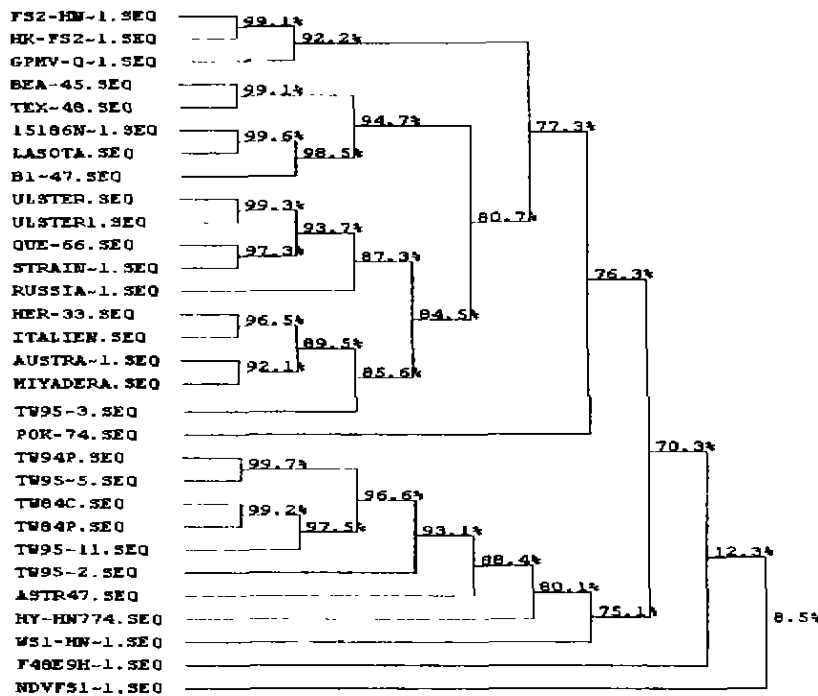 FS2-HN~1.SEQ
99.1%
HK-FS2~1.SEQ
92.2%
GPMV-Q~1.SEQ
BEA-45.SEQ
99.1%
TEX-48.SEQ
94.7%
77.3%
15186N~1.SEQ
99.6%
LASOTA.SEQ
98.5%
B1-47.SEQ
ULSTER.SEQ
99.3%
80.7%
ULSTER1.SEQ
93.7%
QUE-66.SEQ
97.3%
87.3%
STRAIN~1.SEQ
76.3%
RUSSIA~1.SEQ
HER-33.SEQ
96.5%
84.5%
ITALIEN.SEQ
89.5%
AUSTRA~1.SEQ
92.1%
85.6%
MIYADERA.SEQ
TW95-3.SEQ
POK-74.SEQ
70.3%
TW94P.SEQ
99.7%
TW95-5.SEQ
96.6%
TW84C.SEQ
99.2%
TW84P.SEQ
97.5%
93.1%
TW95-11.SEQ
88.4%
12.3%
TW95-2.SEQ
80.1%
ASTR47.SEQ
75.1%
8.5%
HY-HN774.SEQ
WS1-HN~1.SEQ
F48E9H~1.SEQ
NDVFS1~1.SEQ